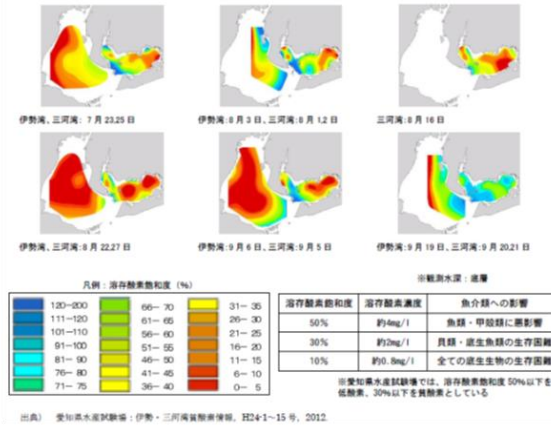 伊勢湾、三河湾: 7月23,25日
伊勢湾:8月3日、三河湾:8月1,2日
三河湾:8月16日
伊勢湾、三河湾:8月22,27日
伊勢湾:9月6日、三河湾:9月5日
伊勢湾:9月19日、三河湾:9月20,21日
凡例:溶存酸素飽和度(%)
120-200 66-70 31-35
111-120 61-65 26-30
101-110 56-60 21-25
91-100 51-55 16-20
81-90 46-50 11-15
76-80 41-45 6-10
71-75 36-40 0-5
※観測水深:底層
溶存酸素飽和度 溶存酸素濃度 魚介類への影響
50% 約4mg/l 魚類・甲殻類に悪影響
30% 約2mg/l 貝類・底生魚類の生存困難
10% 約0.8mg/l 全ての底生生物の生存困難
※愛知県水産試験場では、溶存酸素飽和度50%以下を
低酸素、30%以下を貧酸素としている
出典) 愛知県水産試験場:伊勢・三河湾貧酸素情報, H24-1~15号, 2012.